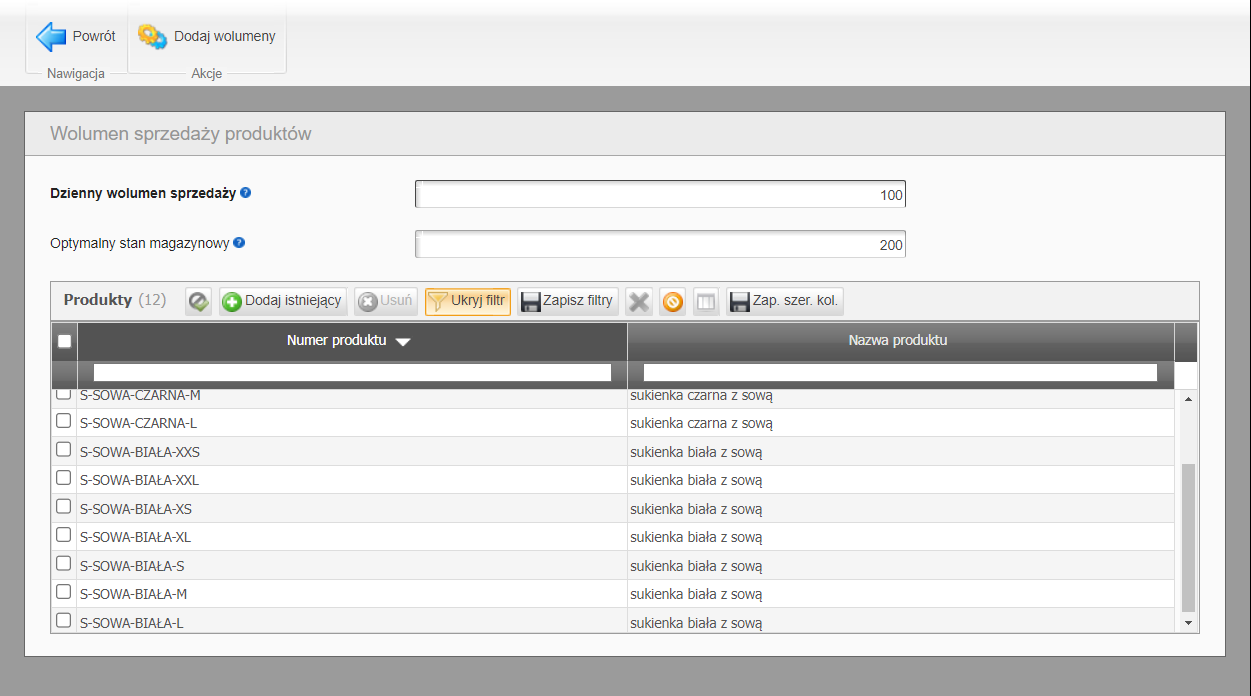 Powrót
Dodaj wolumeny
Nawigacja
Akcje
Wolumen sprzedaży produktów
Dzienny wolumen sprzedaży
100
Optymalny stan magazynowy
200
Produkty (12) Dodaj istniejący Usuń Ukryj filtr Zapisz filtry Zap. szer. kol.
Numer produktu Nazwa produktu
S-SOWA-CZARNA-M sukienka czarna z sową
S-SOWA-CZARNA-L sukienka czarna z sową
S-SOWA-BIAŁA-XXS sukienka biała z sową
S-SOWA-BIAŁA-XXL sukienka biała z sową
S-SOWA-BIAŁA-XS sukienka biała z sową
S-SOWA-BIAŁA-XL sukienka biała z sową
S-SOWA-BIAŁA-S sukienka biała z sową
S-SOWA-BIAŁA-M sukienka biała z sową
S-SOWA-BIAŁA-L sukienka biała z sową